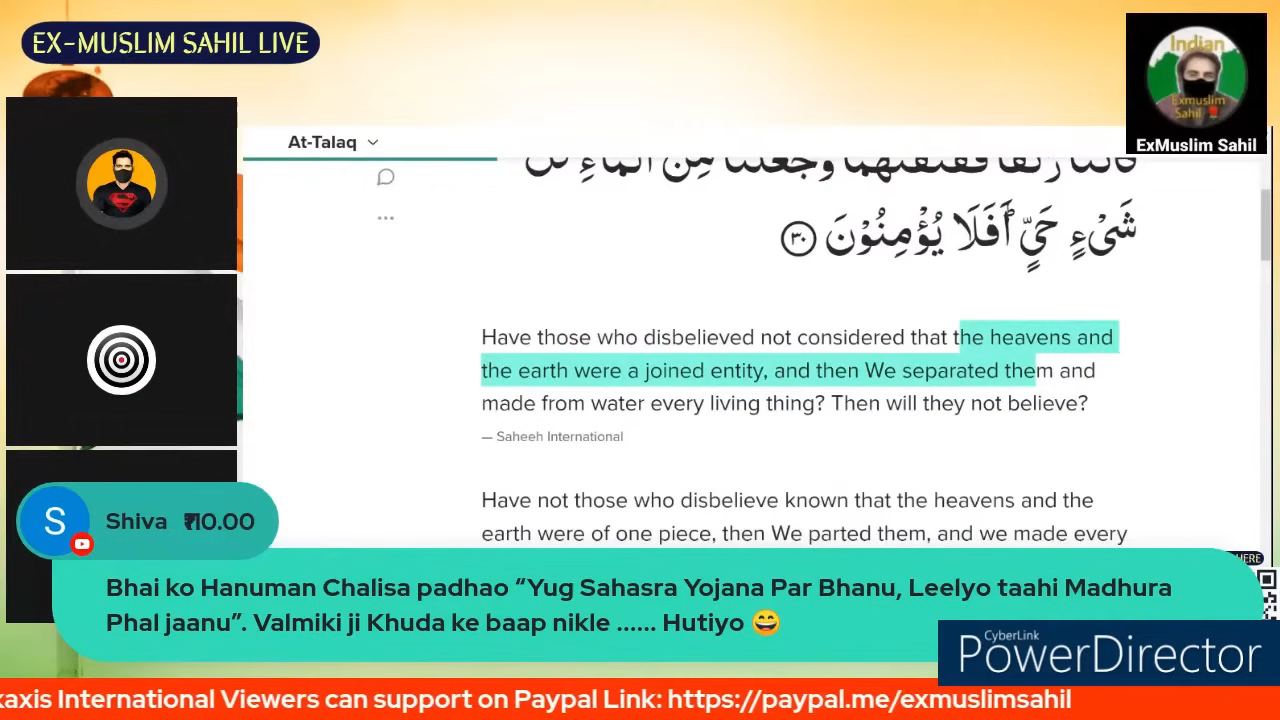 EX-MUSLIM SAHIL LIVE
Indian
Exmuslim
Sahil
ExMuslim Sahil
At-Talaq
شَىْءٍ حَيٍّ ؕ أَفَلَا يُؤْمِنُوْنَ ٣٠
Have those who disbelieved not considered that the heavens and
the earth were a joined entity, and then We separated them and
made from water every living thing? Then will they not believe?
— Saheeh International
Have not those who disbelieve known that the heavens and the
earth were of one piece, then We parted them, and we made every
S
Shiva
Bhai ko Hanuman Chalisa padhao “Yug Sahasra Yojana Par Bhanu, Leelyo taahi Madhura
Phal jaanu”. Valmiki ji Khuda ke baap nikle ...... Hutiyo 😄
CyberLink
PowerDirector
International Viewers can support on Paypal Link: https://paypal.me/exmuslimsahil